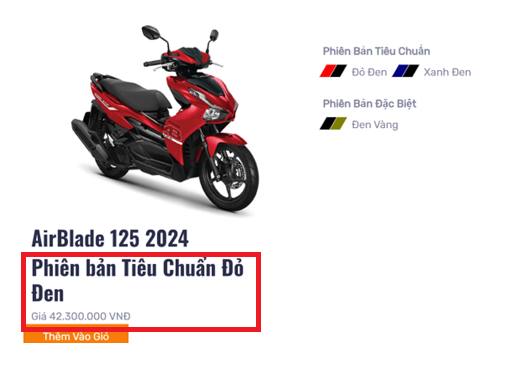 AirBlade 125 2024
Phiên bản Tiêu Chuẩn Đỏ
Đen
Giá 42.300.000 VNĐ
Thêm Vào Giỏ
Phiên Bản Tiêu Chuẩn
Đỏ Đen Xanh Đen
Phiên Bản Đặc Biệt
Đen Vàng